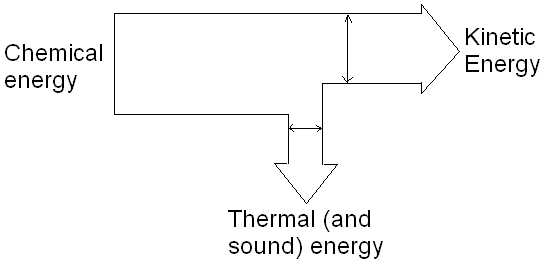 Chemical
energy
Kinetic
Energy
Thermal (and
sound) energy